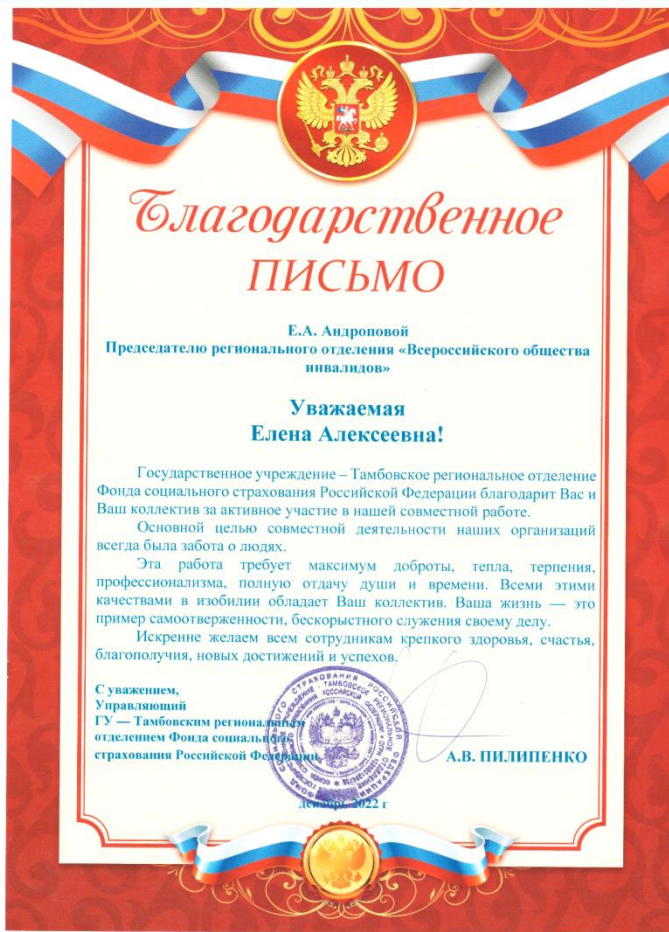 Благодарственное
ПИСЬМО
Е.А. Андроповой
Председателю регионального отделения «Всероссийского общества
инвалидов»
Уважаемая
Елена Алексеевна!
Государственное учреждение – Тамбовское региональное отделение
Фонда социального страхования Российской Федерации благодарит Вас и
Ваш коллектив за активное участие в нашей совместной работе.
Основной целью совместной деятельности наших организаций
всегда была забота о людях.
Эта работа требует максимум доброты, тепла, терпения,
профессионализма, полную отдачу души и времени. Всеми этими
качествами в изобилии обладает Ваш коллектив. Ваша жизнь — это
пример самоотверженности, бескорыстного служения своему делу.
Искренне желаем всем сотрудникам крепкого здоровья, счастья,
благополучия, новых достижений и успехов.
С уважением,
Управляющий
ГУ — Тамбовским региональным
отделением Фонда социального
страхования Российской Федерации
А.В. ПИЛИПЕНКО
декабрь 2022 г